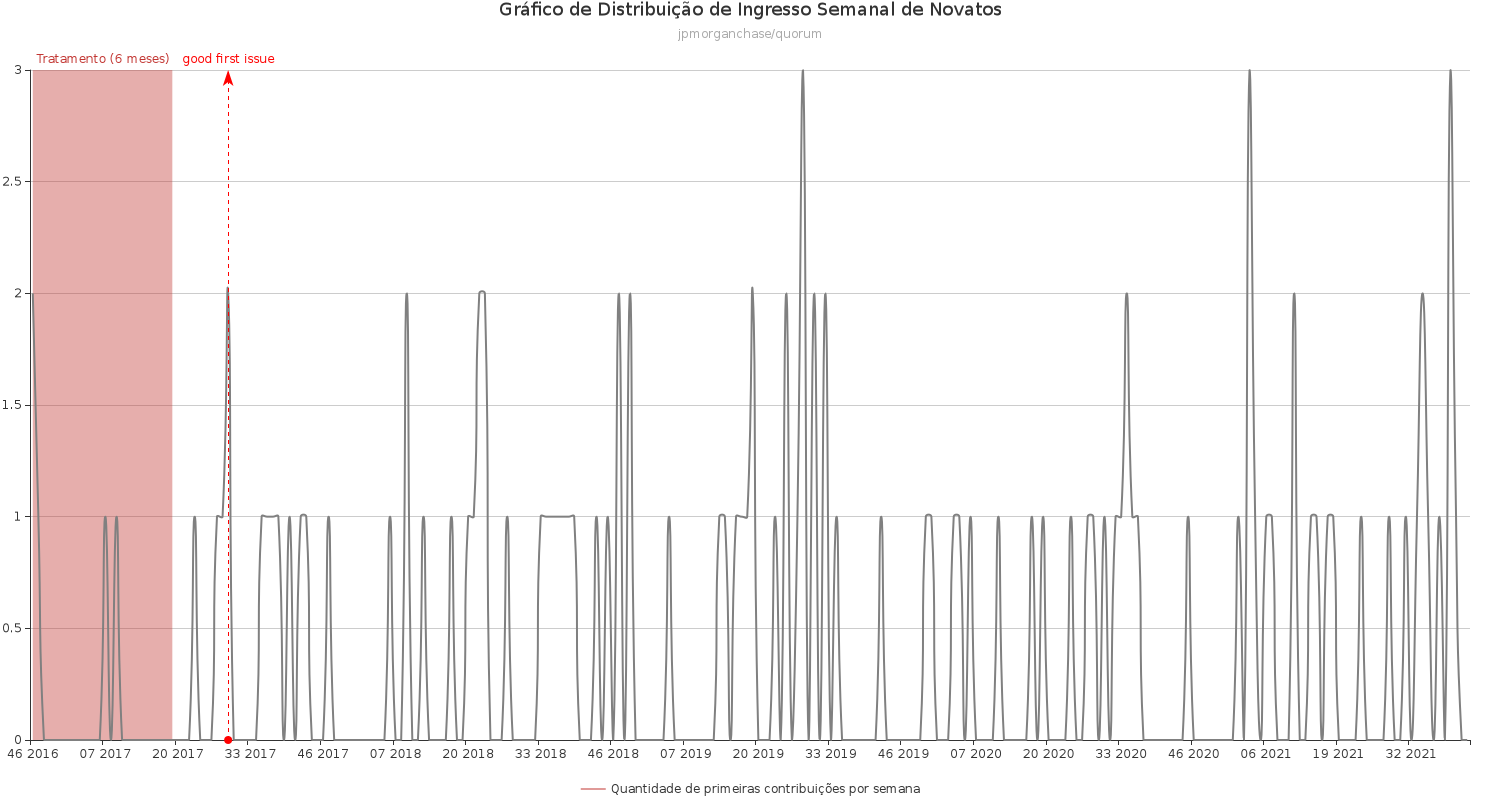 Gráfico de Distribuição de Ingresso Semanal de Novatos
jpmorganchase/quorum
Tratamento (6 meses) good first issue
3
2.5
2
1.5
1
0.5
0
46 2016 07 2017 20 2017 33 2017 46 2017 07 2018 20 2018 33 2018 46 2018 07 2019 20 2019 33 2019 46 2019 07 2020 20 2020 33 2020 46 2020 06 2021 19 2021 32 2021
Quantidade de primeiras contribuições por semana